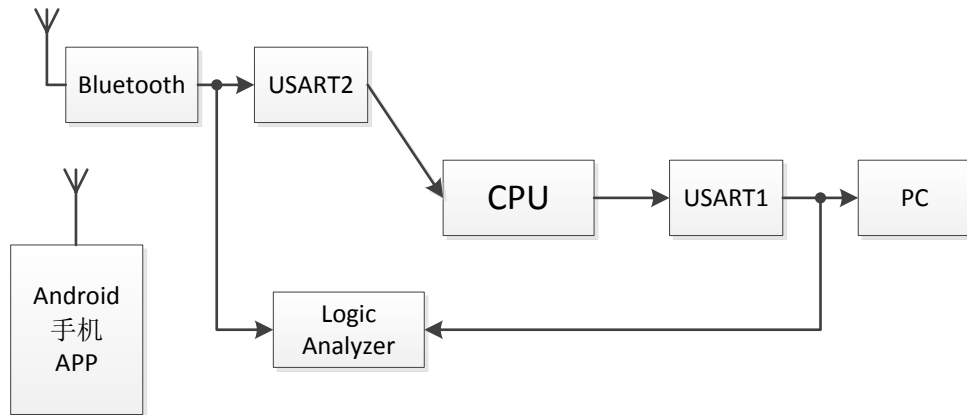 Bluetooth
USART2
CPU
USART1
PC
Android
手机
APP
Logic
Analyzer